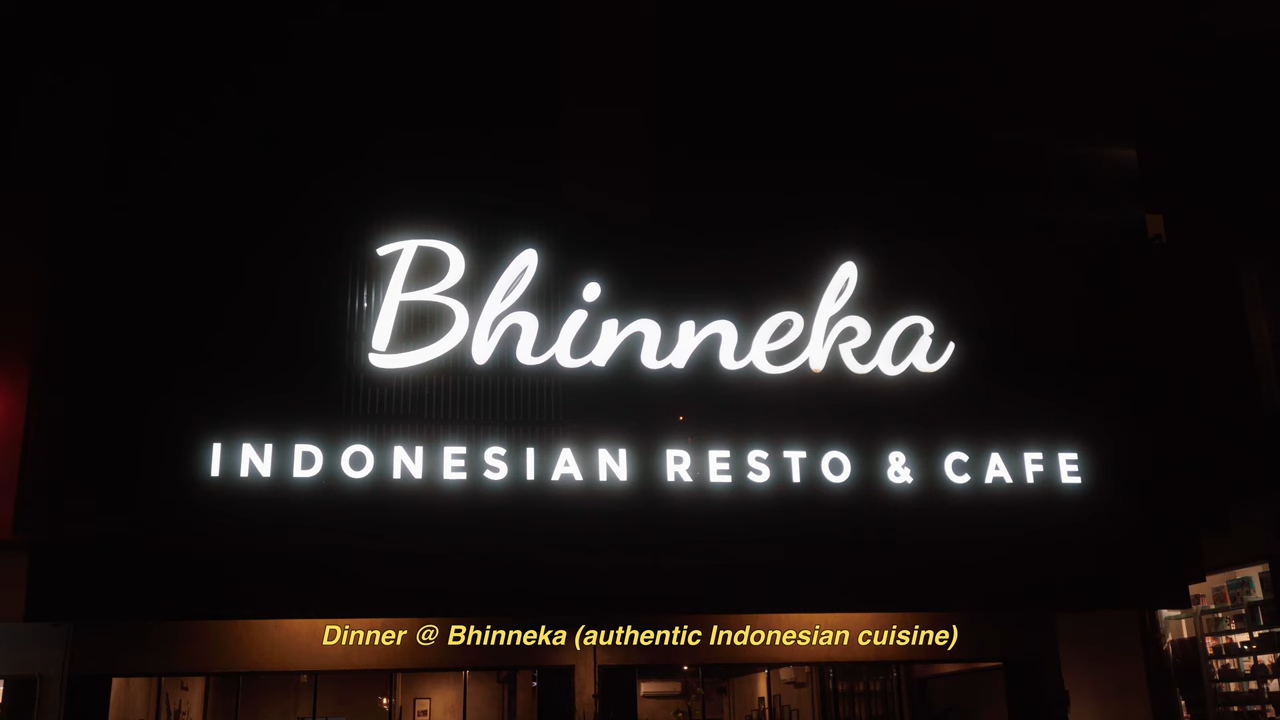 Bhinneka
INDONESIAN RESTO & CAFE
Dinner @ Bhinneka (authentic Indonesian cuisine)